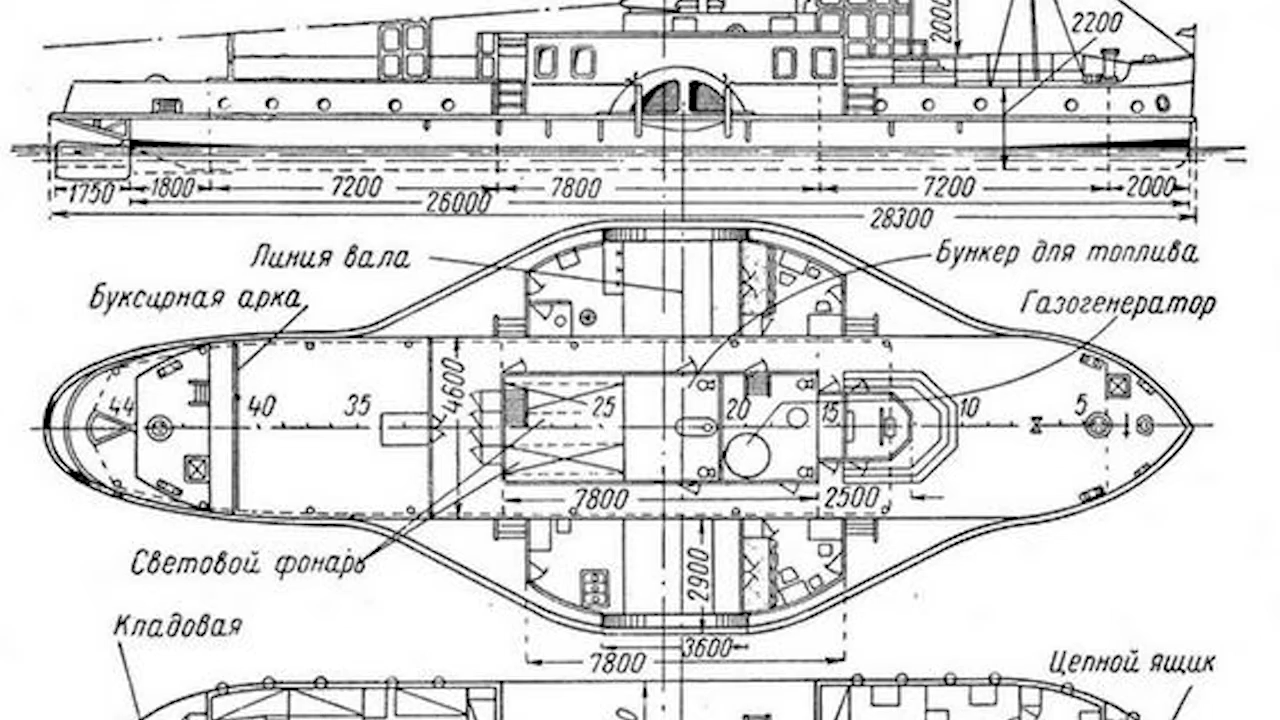 2000
2200
1750 1800 7200 7800 7200 2000
26000
28300
Линия вала
Бункер для топлива
Буксирная арка
Газогенератор
4600
44 40 35 25 20 15 10 5
7800 2500
Световой фонарь
2900
Кладовая
3600
7800
Цепной ящик